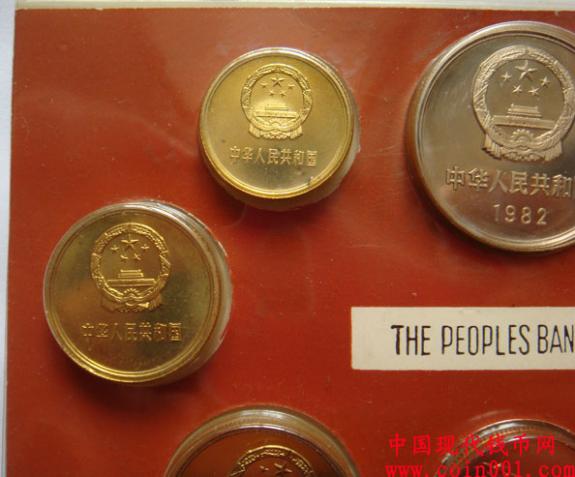 中华人民共和国
中华人民共和
1982
中华人民共和国
THE PEOPLES BAN
中国现代钱币网
www.coin001.com